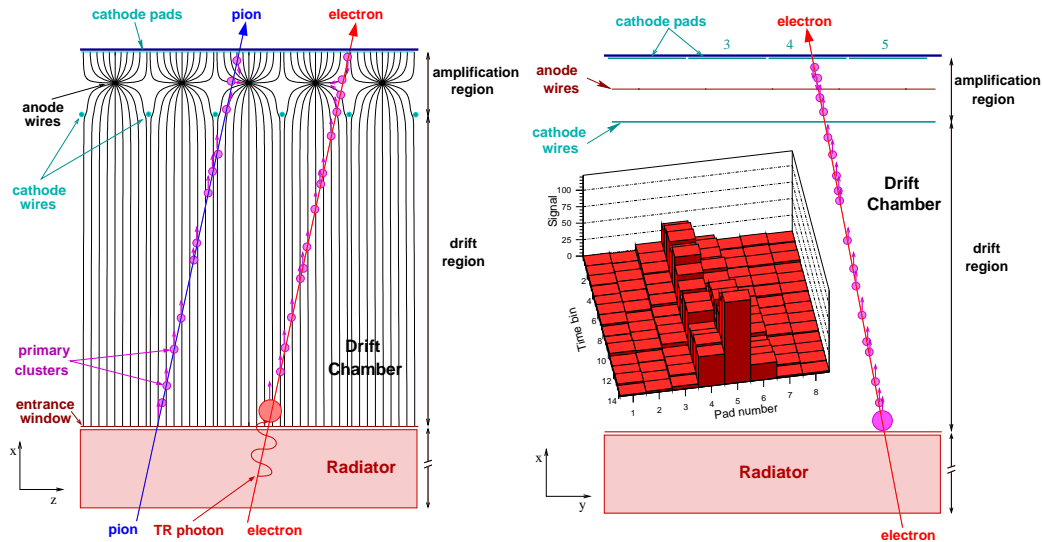 cathode pads
pion
electron
anode
wires
amplification
region
cathode
wires
drift
region
primary
clusters
Drift
Chamber
entrance
window
Radiator
x
z
pion
TR photon
electron
electron
cathode pads
3
4
5
anode
wires
amplification
region
cathode
wires
Drift
Chamber
drift
region
Signal
100
75
50
25
0
2
4
6
8
10
12
14
Time bin
1
2
3
4
5
6
7
8
Pad number
Radiator
x
y
electron